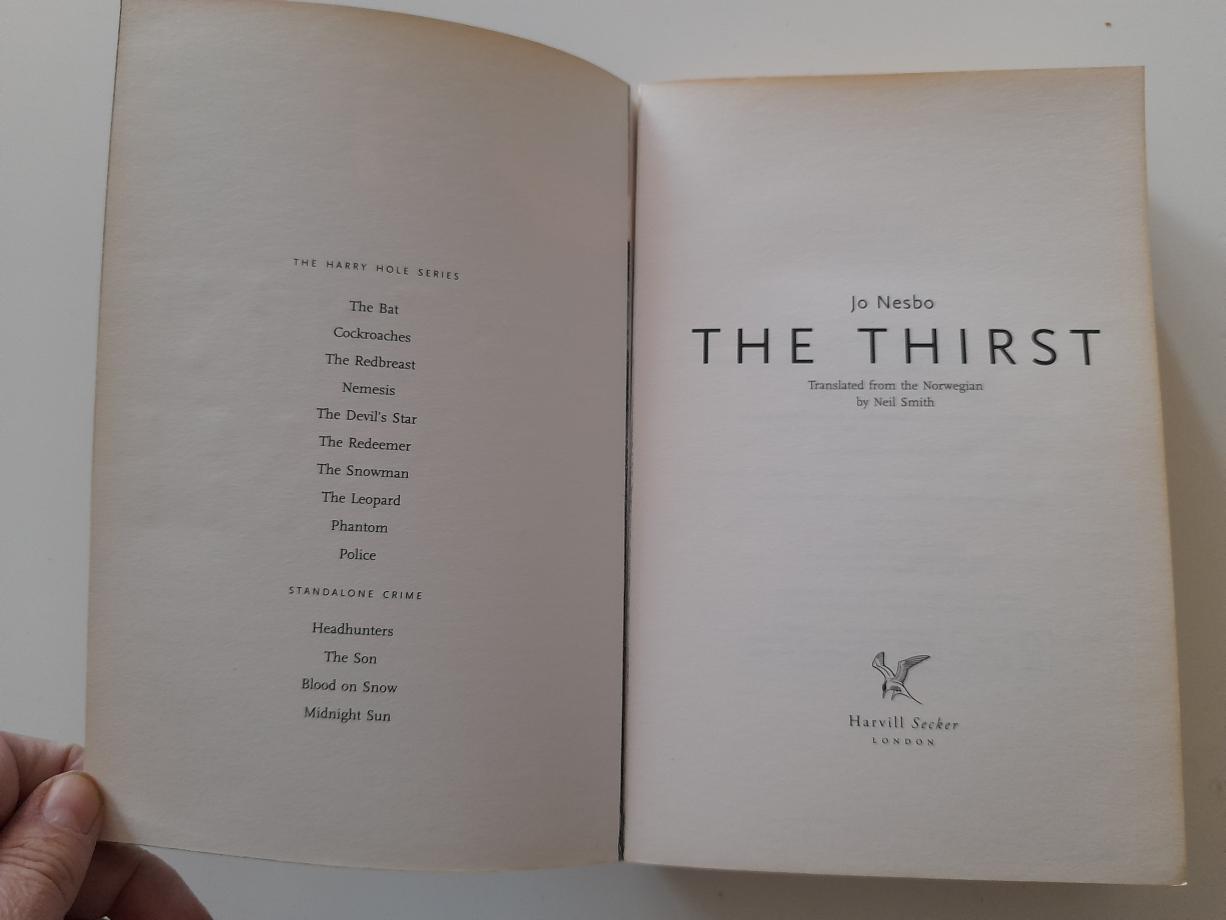 THE HARRY HOLE SERIES
The Bat
Cockroaches
The Redbreast
Nemesis
The Devil's Star
The Redeemer
The Snowman
The Leopard
Phantom
Police
STANDALONE CRIME
Headhunters
The Son
Blood on Snow
Midnight Sun
Jo Nesbo
THE THIRST
Translated from the Norwegian
by Neil Smith
Harvill Secker
LONDON